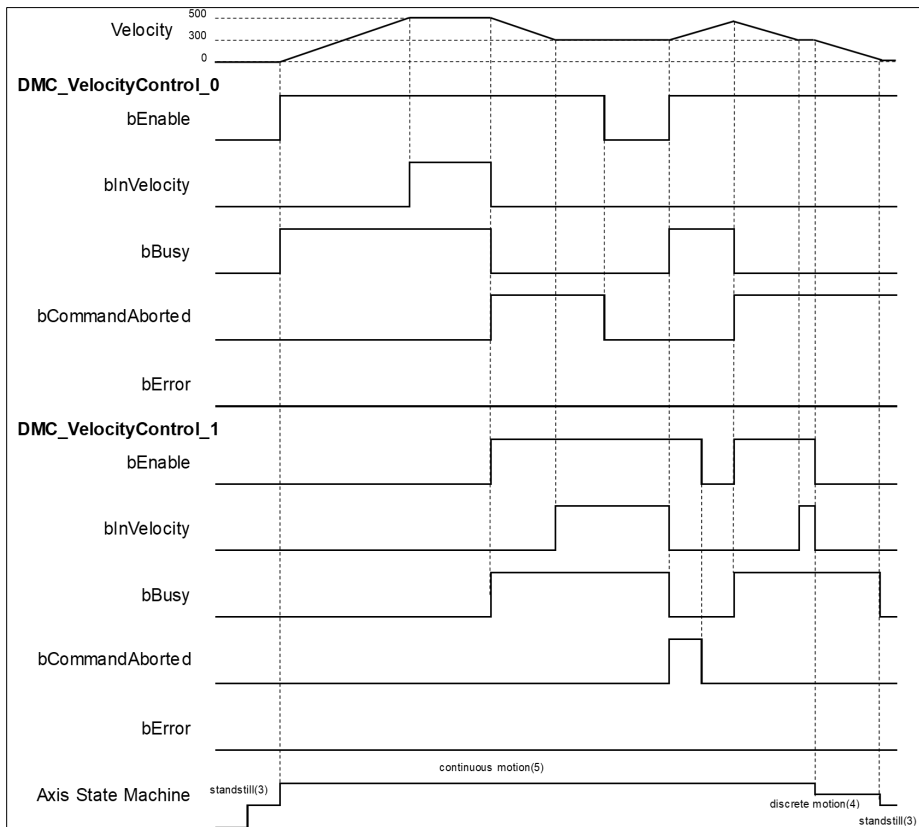 500
Velocity
300
0
DMC_VelocityControl_0
bEnable
bInVelocity
bBusy
bCommandAborted
bError
DMC_VelocityControl_1
bEnable
bInVelocity
bBusy
bCommandAborted
bError
continuous motion(5)
standstill(3)
Axis State Machine
discrete motion(4)
standstill(3)